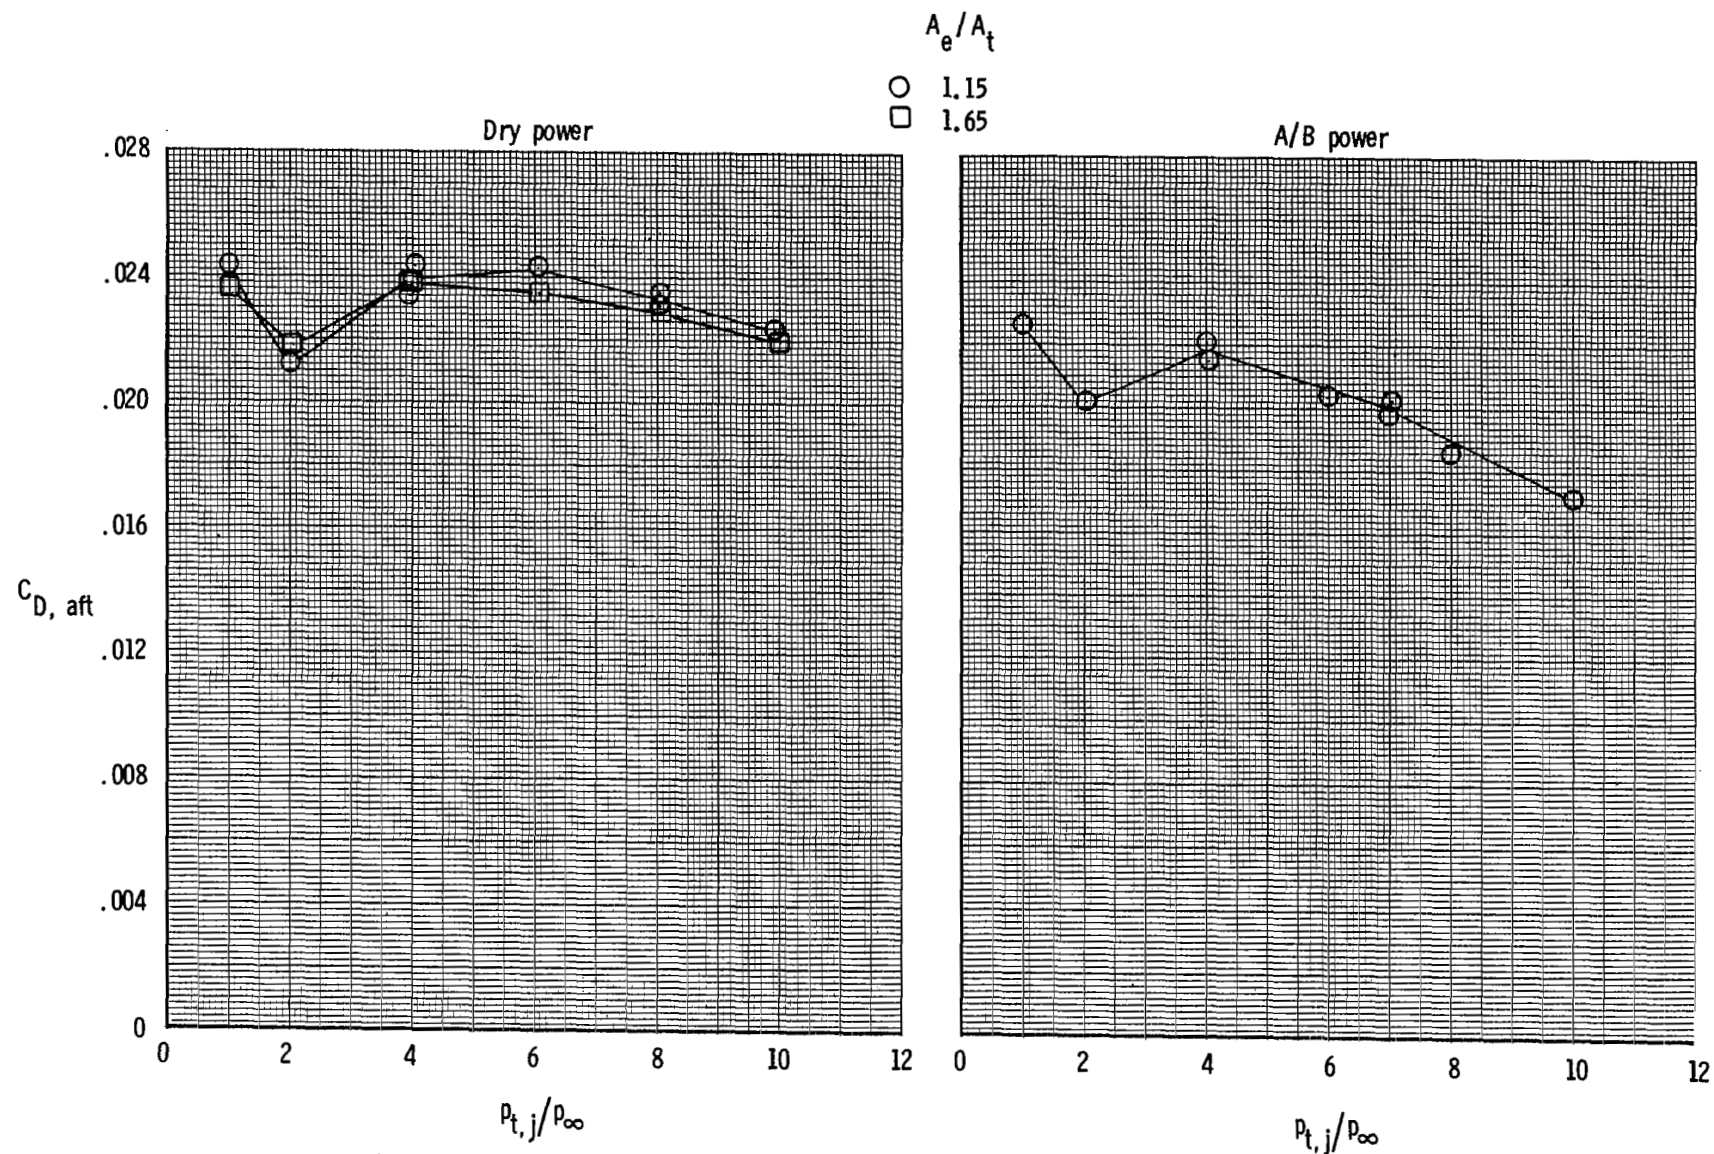 A_e/A_t
1.15
1.65
Dry power
A/B power
.028
.024
.020
.016
.012
.008
.004
0
C_D, aft
0 2 4 6 8 10 12
0 2 4 6 8 10 12
p_t,j/p_∞
p_t,j/p_∞